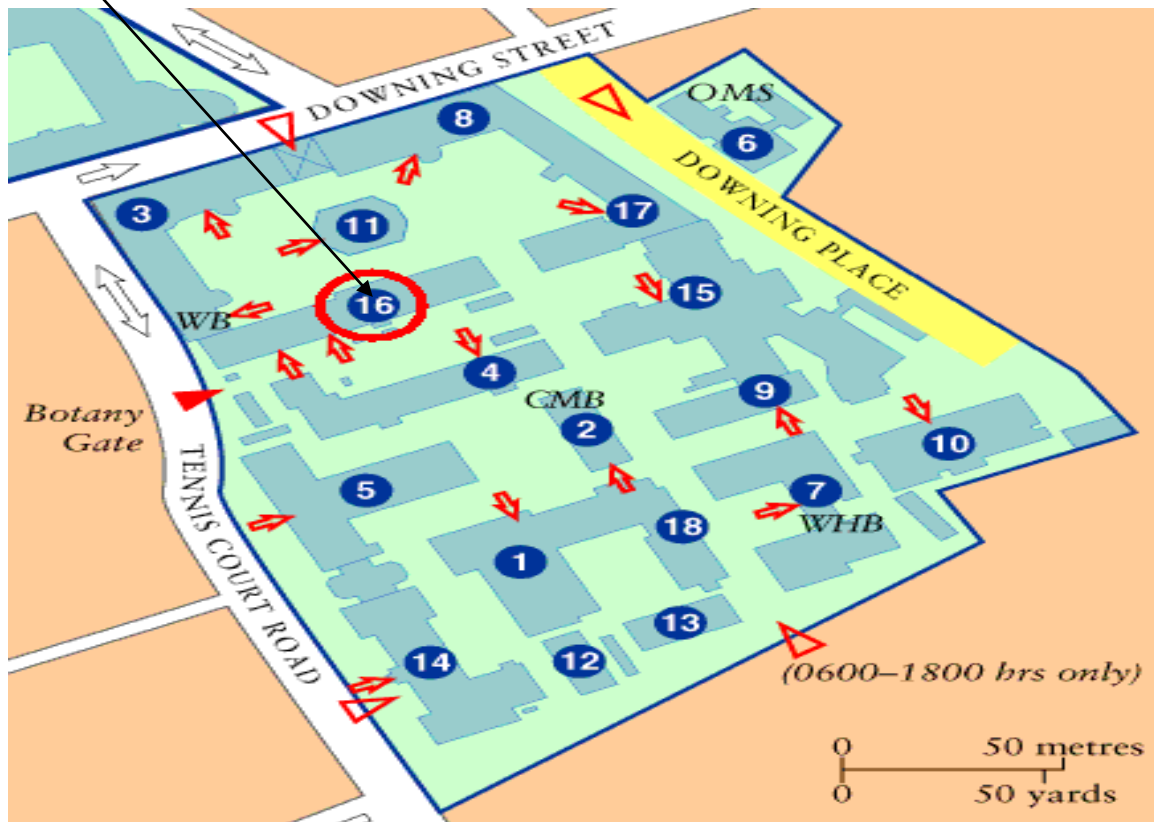 DOWNING STREET
OMS
8
6
DOWNING PLACE
3
17
11
15
16
WB
4
9
CMB
Botany
Gate
2
10
TENNIS COURT ROAD
5
7
WHB
18
1
13
14
12
(0600–1800 hrs only)
0 50 metres
0 50 yards